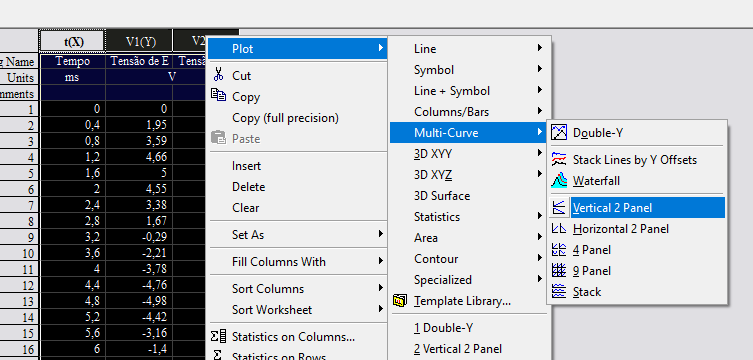 t(X) V1(Y) V2
g Name Tempo Tensão de E Tensã
Units ms V
nments
1 0 0
2 0,4 1,95
3 0,8 3,59
4 1,2 4,66
5 1,6 5
6 2 4,55
7 2,4 3,38
8 2,8 1,67
9 3,2 -0,29
10 3,6 -2,21
11 4 -3,78
12 4,4 -4,76
13 4,8 -4,98
14 5,2 -4,42
15 5,6 -3,16
16 6 -1,4
Plot
Cut
Copy
Copy (full precision)
Paste
Insert
Delete
Clear
Set As
Fill Columns With
Sort Columns
Sort Worksheet
Statistics on Columns...
Statistics on Rows
Line
Symbol
Line + Symbol
Columns/Bars
Multi-Curve
3D XYY
3D XYZ
3D Surface
Statistics
Area
Contour
Specialized
Template Library...
1 Double-Y
2 Vertical 2 Panel
Double-Y
Stack Lines by Y Offsets
Waterfall
Vertical 2 Panel
Horizontal 2 Panel
4 Panel
9 Panel
Stack